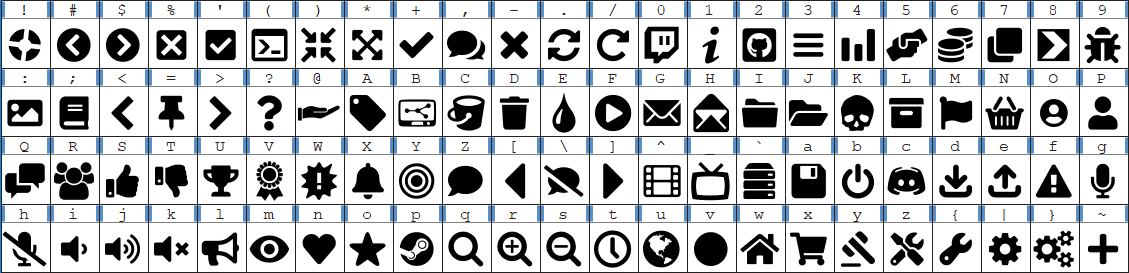 ! # $ % ' ( ) * + , - . / 0 1 2 3 4 5 6 7 8 9
: ; < = > ? @ A B C D E F G H I J K L M N O P
Q R S T U V W X Y Z [ \ ] ^ _ ` a b c d e f g
h i j k l m n o p q r s t u v w x y z { | } ~